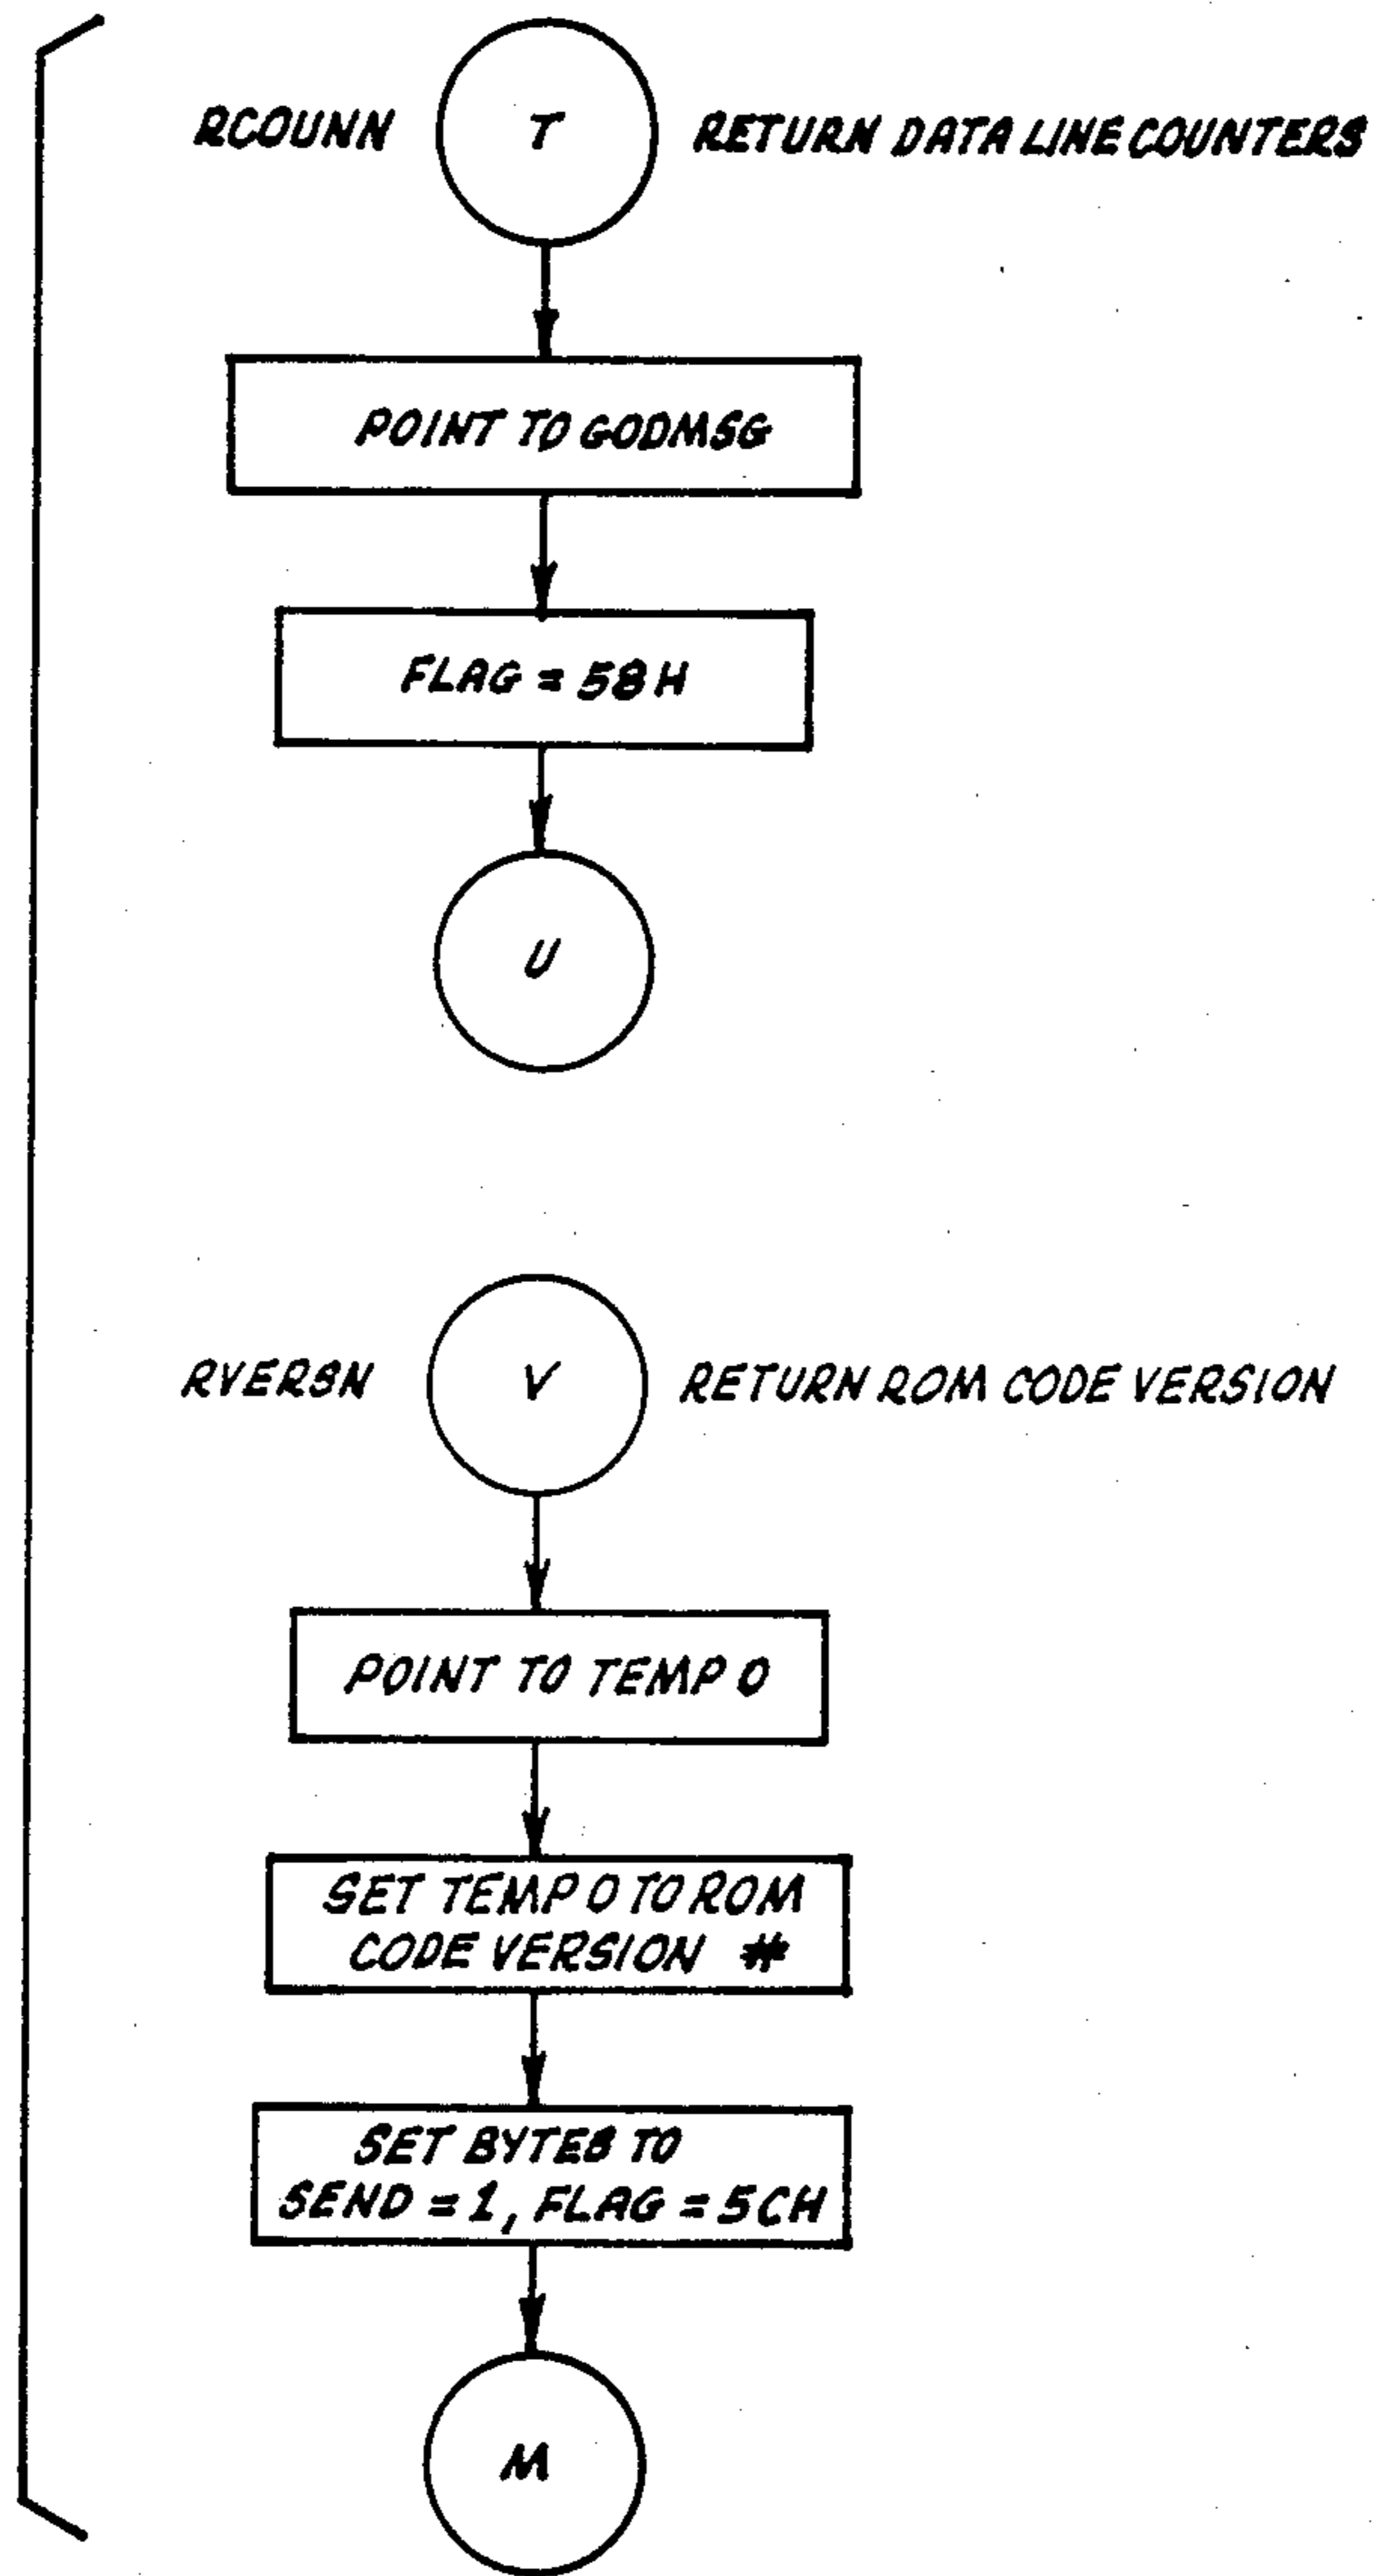 RCOUNN T RETURN DATA LINE COUNTERS
POINT TO GODMSG
FLAG = 58H
U
RVERSN V RETURN ROM CODE VERSION
POINT TO TEMP 0
SET TEMP 0 TO ROM
CODE VERSION #
SET BYTES TO
SEND = 1, FLAG = 5CH
M